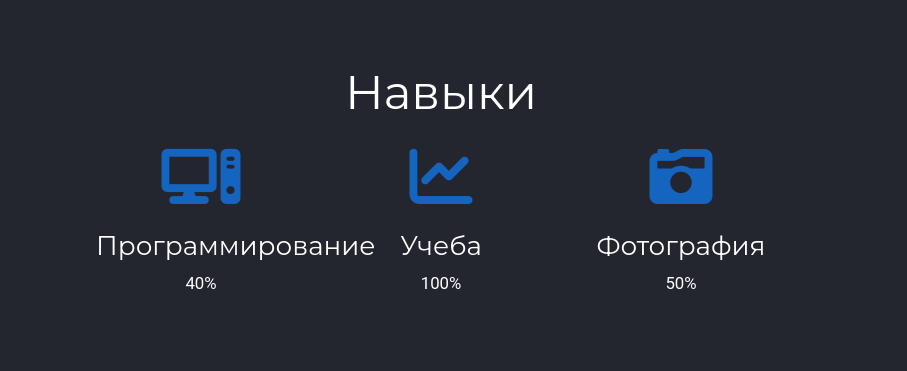 Навыки
Программирование Учеба Фотография
40% 100% 50%